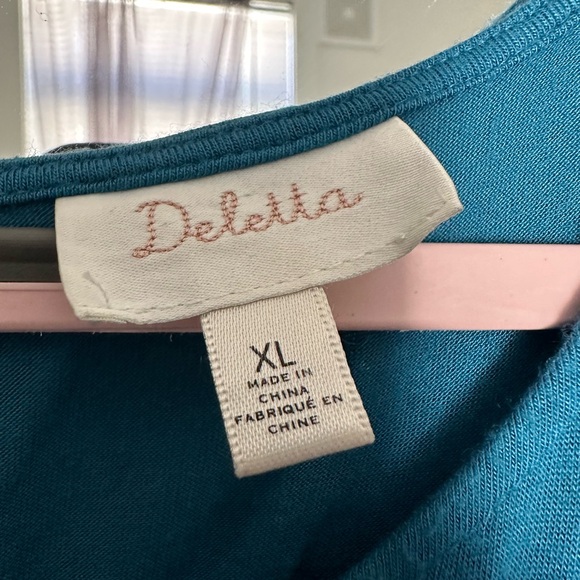 Deletta
XL
MADE IN
CHINA
FABRIQUÉ EN
CHINE